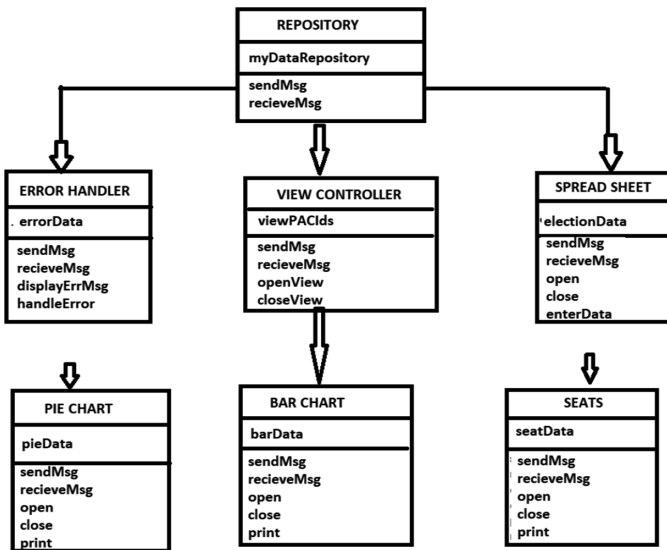 REPOSITORY
myDataRepository
sendMsg
recieveMsg
ERROR HANDLER
. errorData
sendMsg
recieveMsg
displayErrMsg
handleError
VIEW CONTROLLER
viewPACIds
sendMsg
recieveMsg
openView
closeView
SPREAD SHEET
electionData
sendMsg
recieveMsg
open
close
enterData
PIE CHART
pieData
sendMsg
recieveMsg
open
close
print
BAR CHART
barData
sendMsg
recieveMsg
open
close
print
SEATS
seatData
sendMsg
recieveMsg
open
close
print